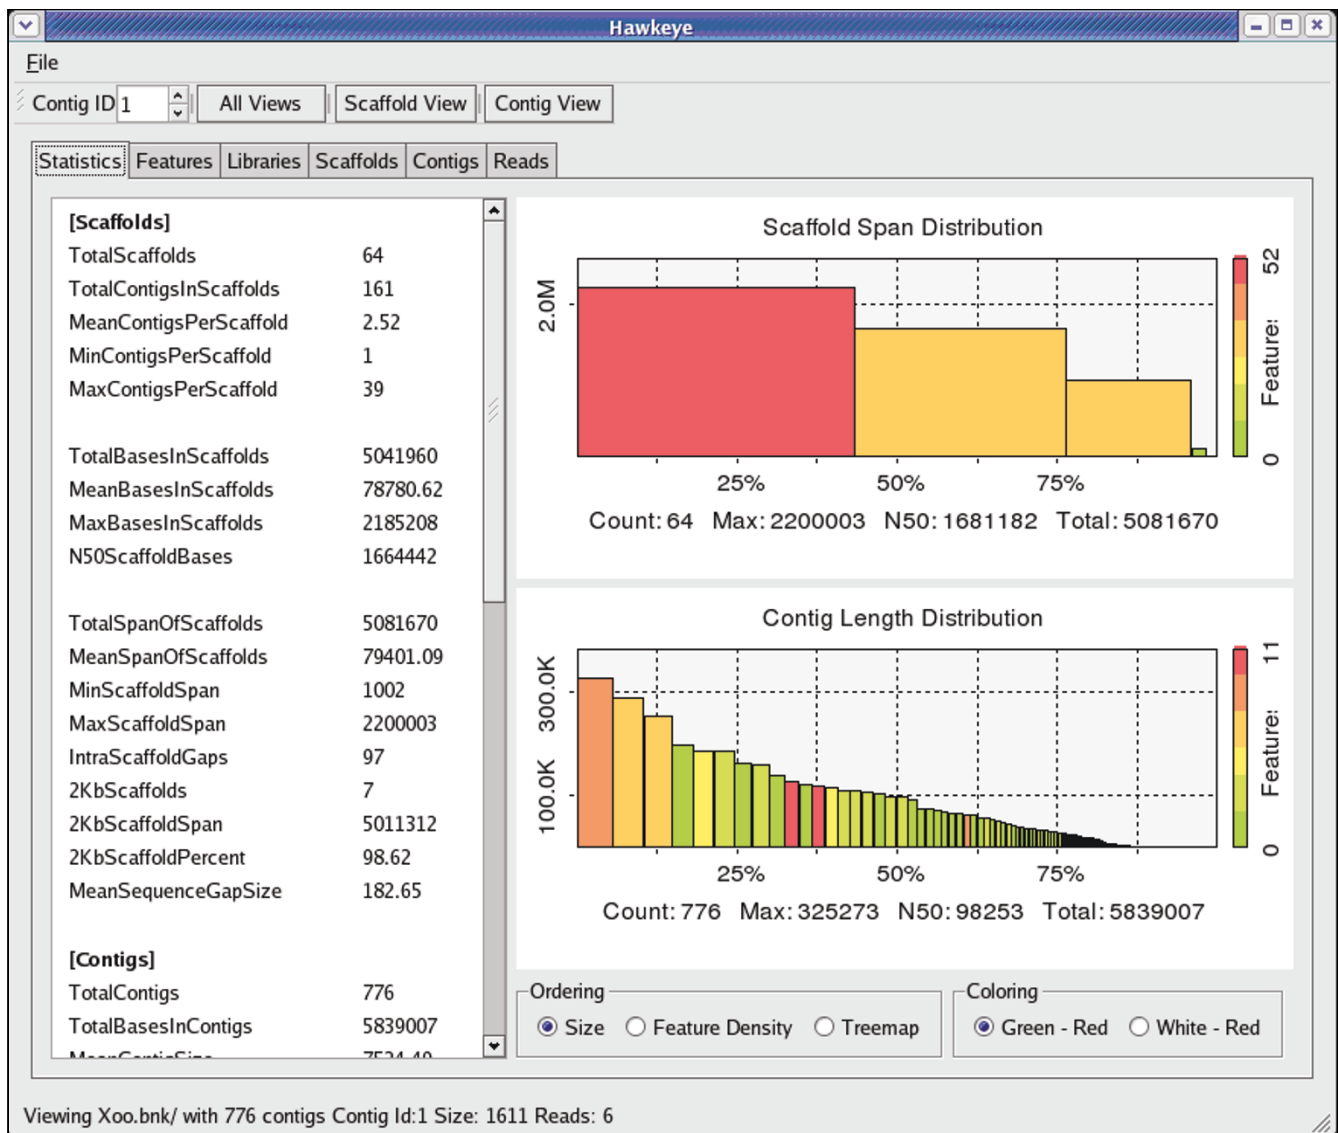 Hawkeye
File
Contig ID 1 All Views Scaffold View Contig View
Statistics Features Libraries Scaffolds Contigs Reads
[Scaffolds]
TotalScaffolds 64
TotalContigsInScaffolds 161
MeanContigsPerScaffold 2.52
MinContigsPerScaffold 1
MaxContigsPerScaffold 39
TotalBasesInScaffolds 5041960
MeanBasesInScaffolds 78780.62
MaxBasesInScaffolds 2185208
N50ScaffoldBases 1664442
TotalSpanOfScaffolds 5081670
MeanSpanOfScaffolds 79401.09
MinScaffoldSpan 1002
MaxScaffoldSpan 2200003
IntraScaffoldGaps 97
2KbScaffolds 7
2KbScaffoldSpan 5011312
2KbScaffoldPercent 98.62
MeanSequenceGapSize 182.65
[Contigs]
TotalContigs 776
TotalBasesInContigs 5839007
Scaffold Span Distribution
2.0M
25% 50% 75%
0 Feature: 52
Count: 64 Max: 2200003 N50: 1681182 Total: 5081670
Contig Length Distribution
100.0K 300.0K
25% 50% 75%
0 Feature: 11
Count: 776 Max: 325273 N50: 98253 Total: 5839007
Ordering
Size Feature Density Treemap
Coloring
Green - Red White - Red
Viewing Xoo.bnk/ with 776 contigs Contig Id:1 Size: 1611 Reads: 6